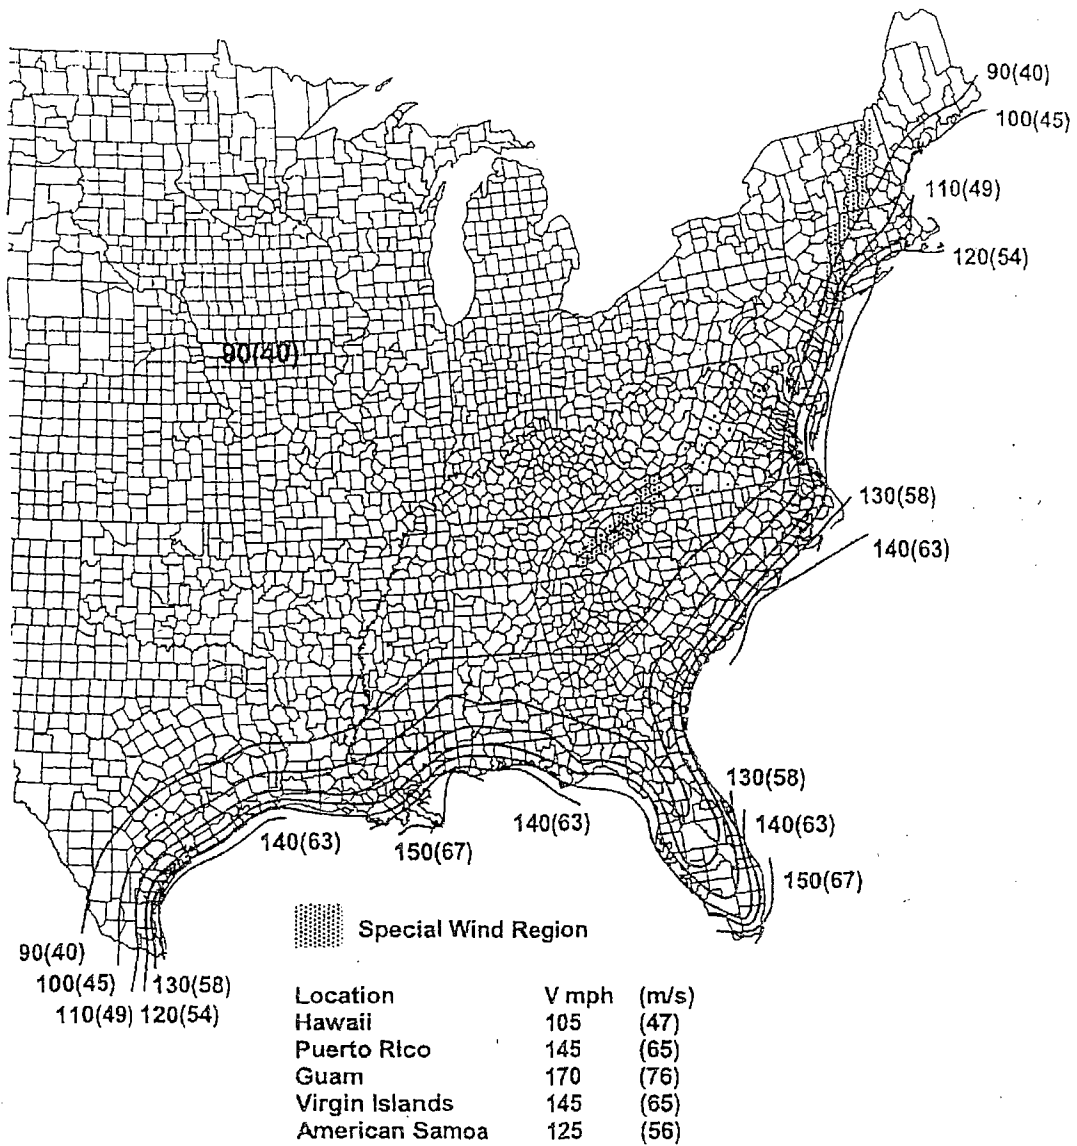 90(40)
100(45)
110(49)
120(54)
90(40)
130(58)
140(63)
130(58)
140(63)
140(63)
140(63)
150(67)
150(67)
Special Wind Region
90(40)
100(45)
130(58)
110(49) 120(54)
Location V mph (m/s)
Hawaii 105 (47)
Puerto Rico 145 (65)
Guam 170 (76)
Virgin Islands 145 (65)
American Samoa 125 (56)